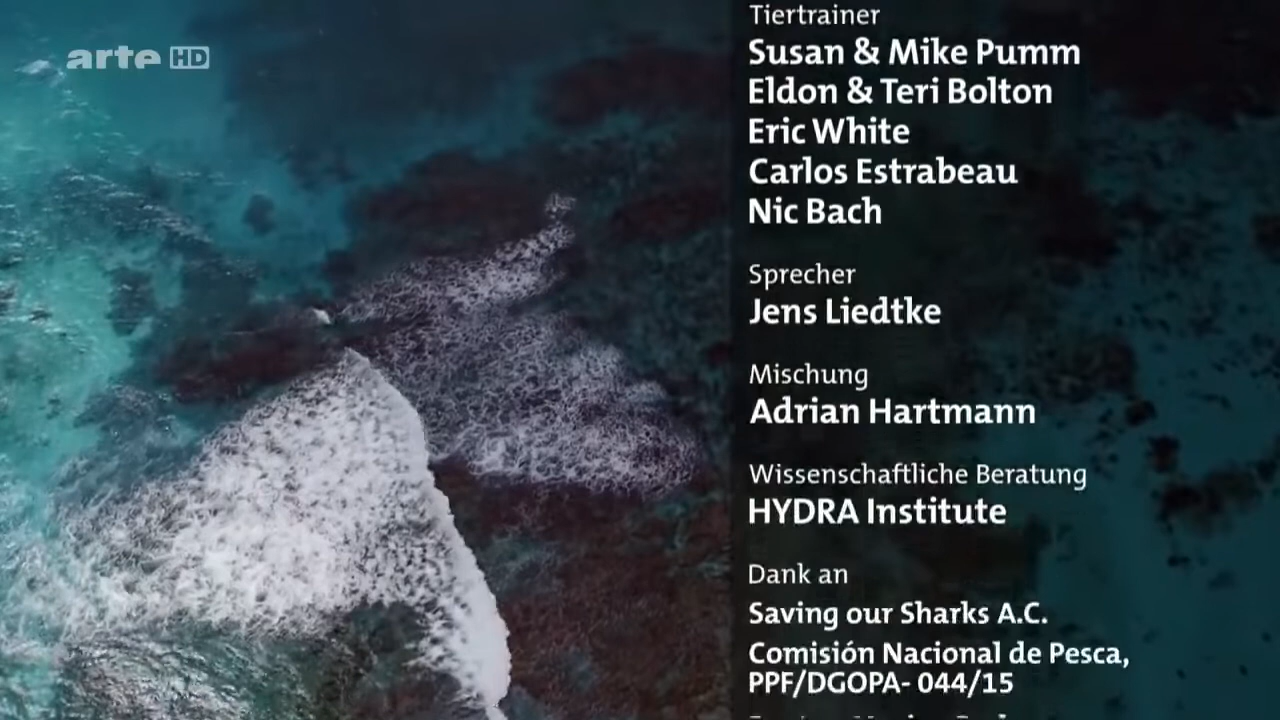 arte HD
Tiertrainer
Susan & Mike Pumm
Eldon & Teri Bolton
Eric White
Carlos Estrabeau
Nic Bach
Sprecher
Jens Liedtke
Mischung
Adrian Hartmann
Wissenschaftliche Beratung
HYDRA Institute
Dank an
Saving our Sharks A.C.
Comisión Nacional de Pesca,
PPF/DGOPA- 044/15